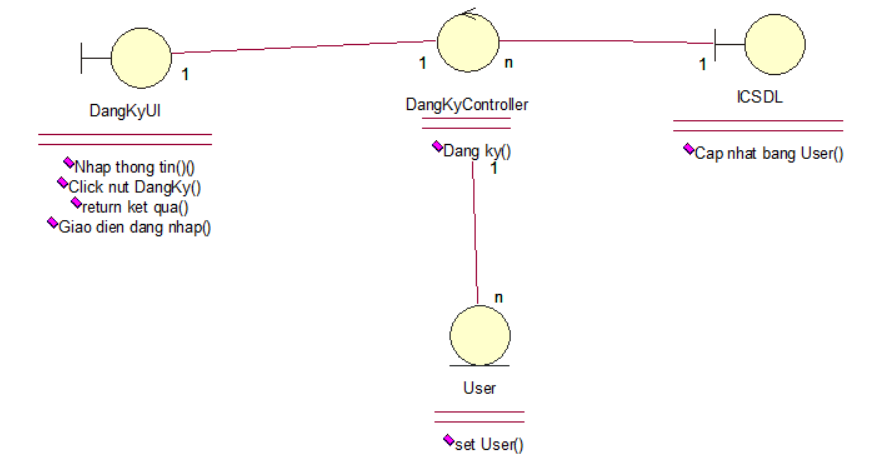 1
1
n
1
DangKyUI
DangKyController
ICSDL
Nhap thong tin()()
Click nut DangKy()
return ket qua()
Giao dien dang nhap()
Dang ky()
1
Cap nhat bang User()
n
User
set User()